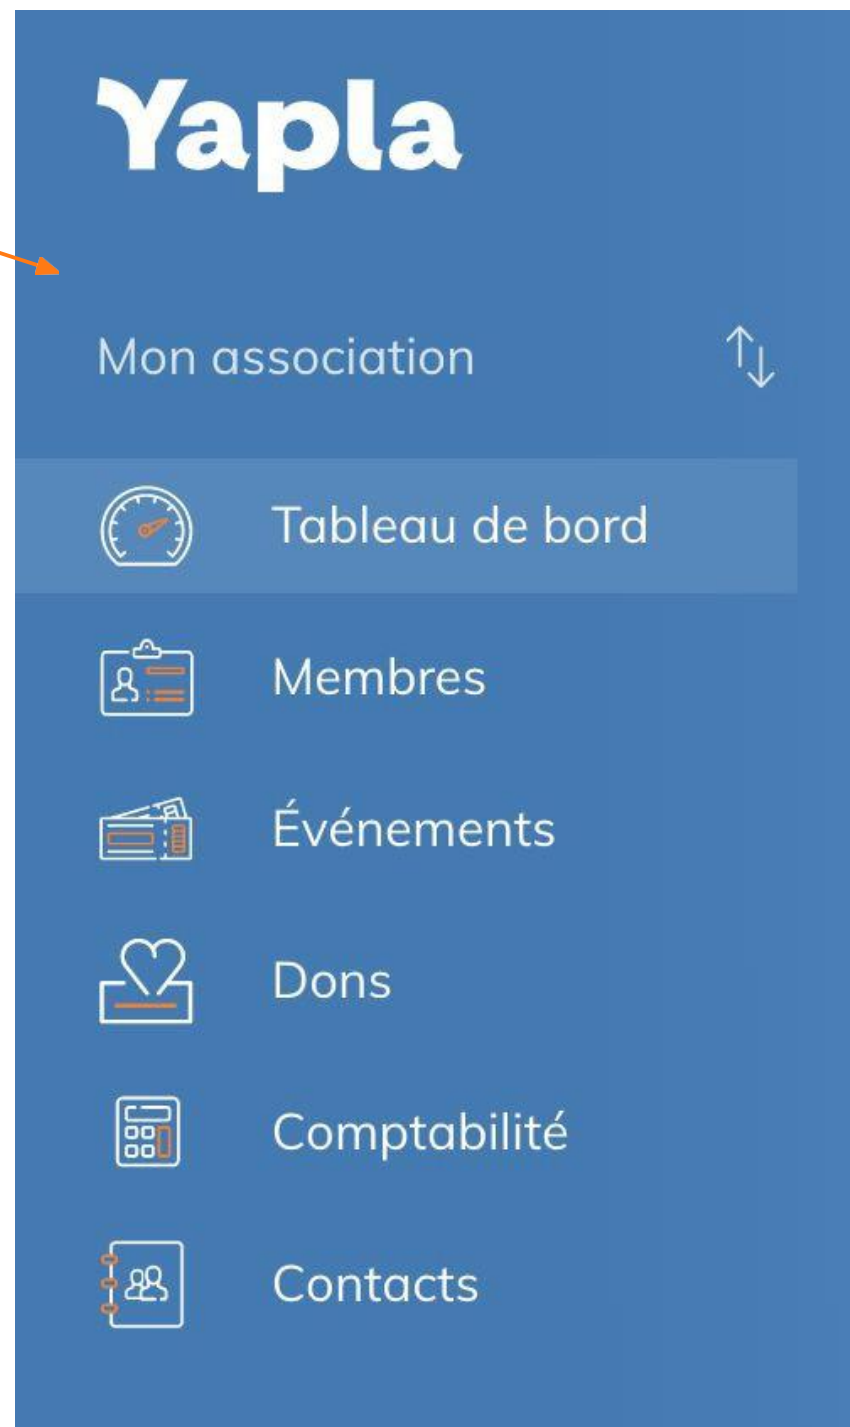 Yapla
Mon association
Tableau de bord
Membres
Événements
Dons
Comptabilité
Contacts